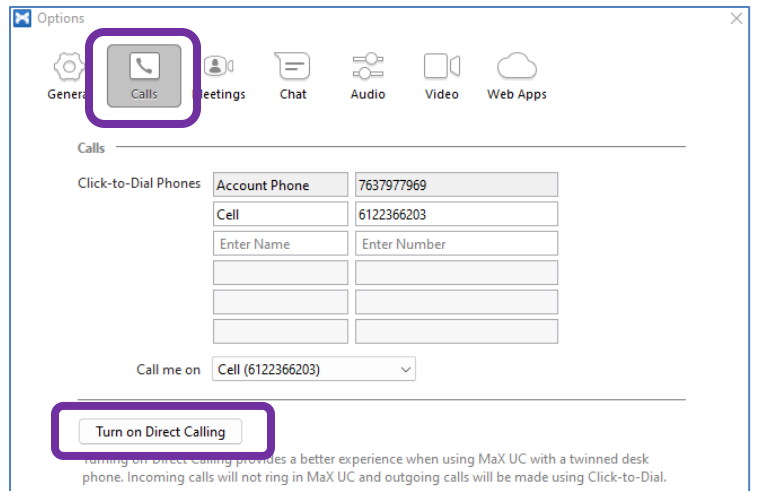 Options
General Calls Meetings Chat Audio Video Web Apps
Calls
Click-to-Dial Phones Account Phone 7637977969
Cell 6122366203
Enter Name Enter Number
Call me on Cell (6122366203)
Turn on Direct Calling
Turning on Direct Calling provides a better experience when using MaX UC with a twinned desk
phone. Incoming calls will not ring in MaX UC and outgoing calls will be made using Click-to-Dial.